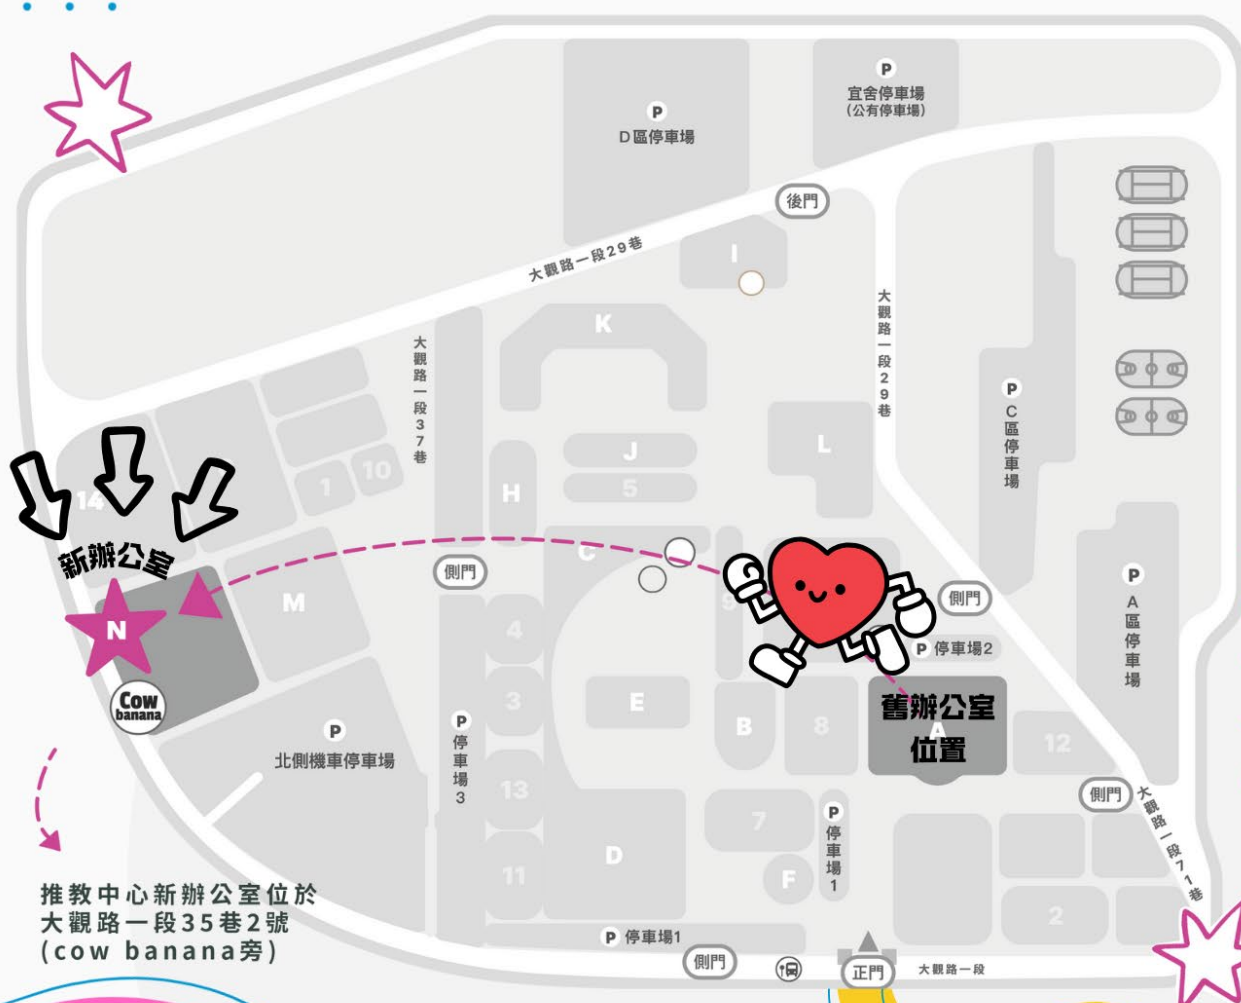 P
D區停車場
P
宜舍停車場
(公有停車場)
後門
大觀路一段29巷
I
K
大觀路一段37巷
大觀路一段29巷
P
C區停車場
J
L
5
H
10
1
14
新辦公室
C
側門
M
N
9
側門
P
A區停車場
4
P 停車場2
Cow
banana
3
E
B
8
舊辦公室
位置
A
12
P
北側機車停車場
P
停車場3
13
7
P
停車場1
側門
大觀路一段71巷
D
11
F
2
推教中心新辦公室位於
大觀路一段35巷2號
(cow banana旁)
P 停車場1
側門
正門
大觀路一段